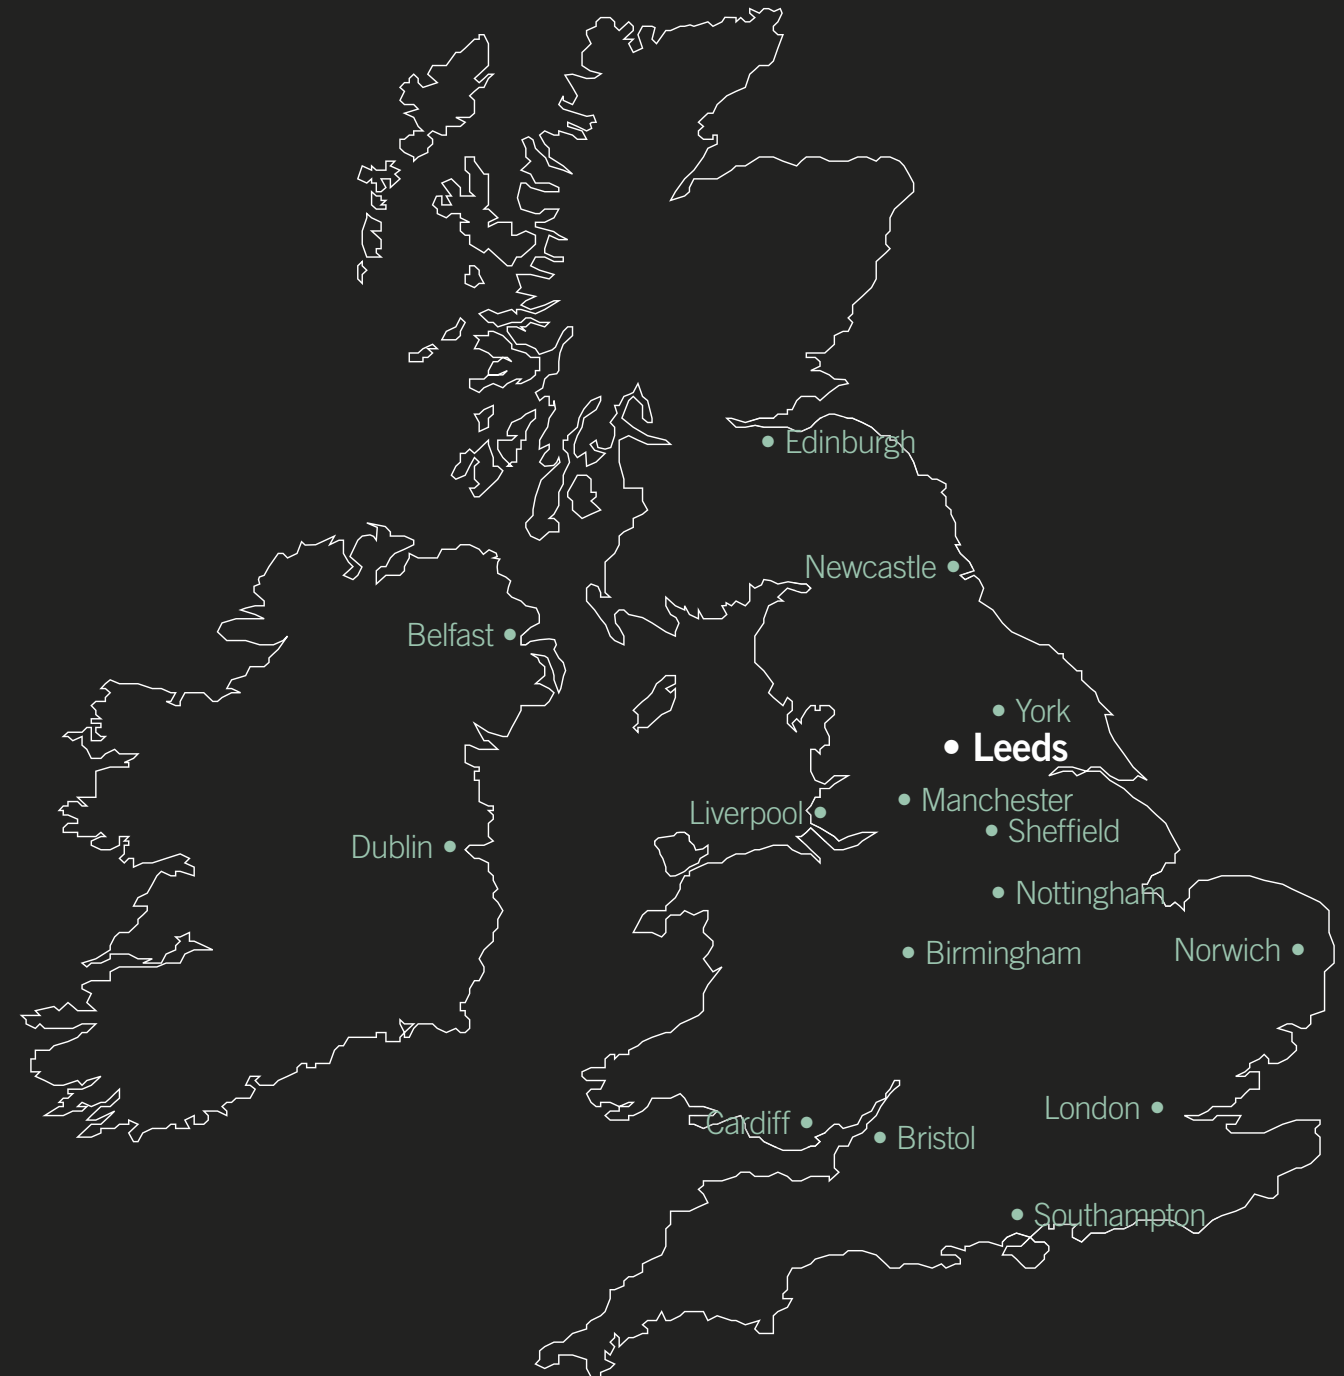 Edinburgh
Newcastle
Belfast
York
Leeds
Manchester
Liverpool
Sheffield
Dublin
Nottingham
Birmingham
Norwich
London
Cardiff
Bristol
Southampton